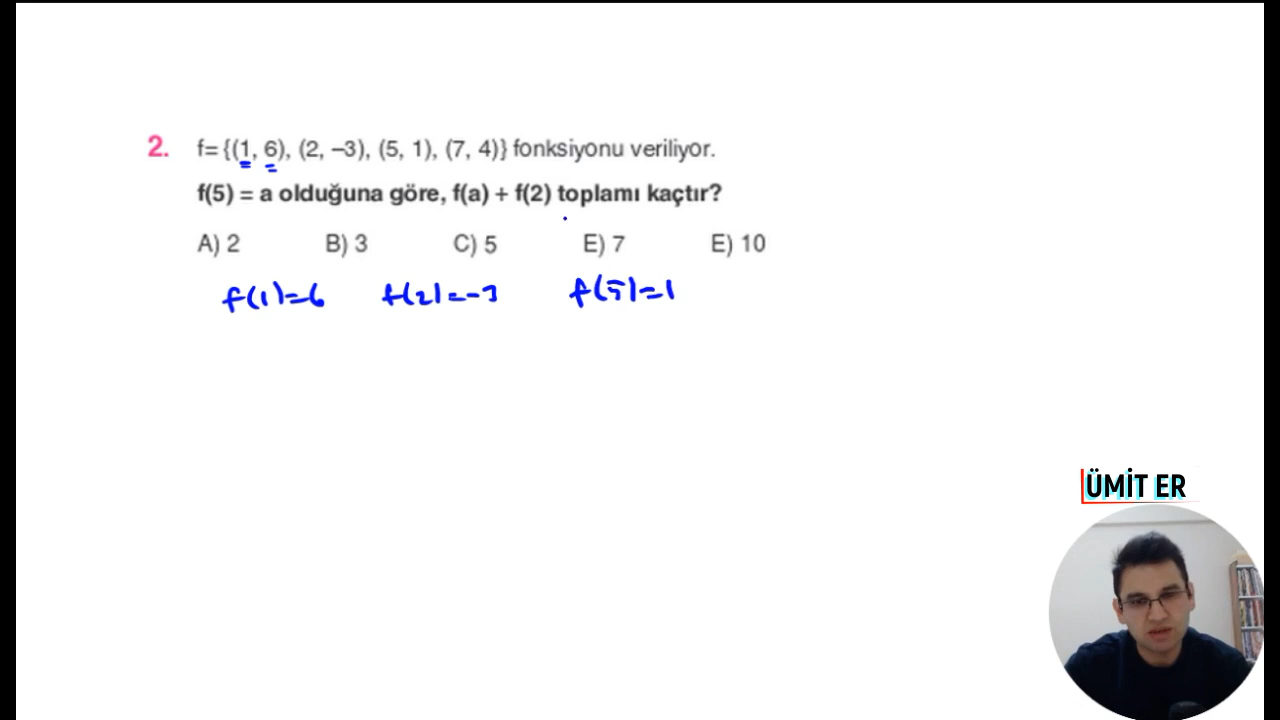 2. f= {(1, 6), (2, –3), (5, 1), (7, 4)} fonksiyonu veriliyor.
f(5) = a olduğuna göre, f(a) + f(2) toplamı kaçtır?
A) 2 B) 3 C) 5 E) 7 E) 10
f(1)=6 f(2)=-3 f(5)=1
ÜMİT ER